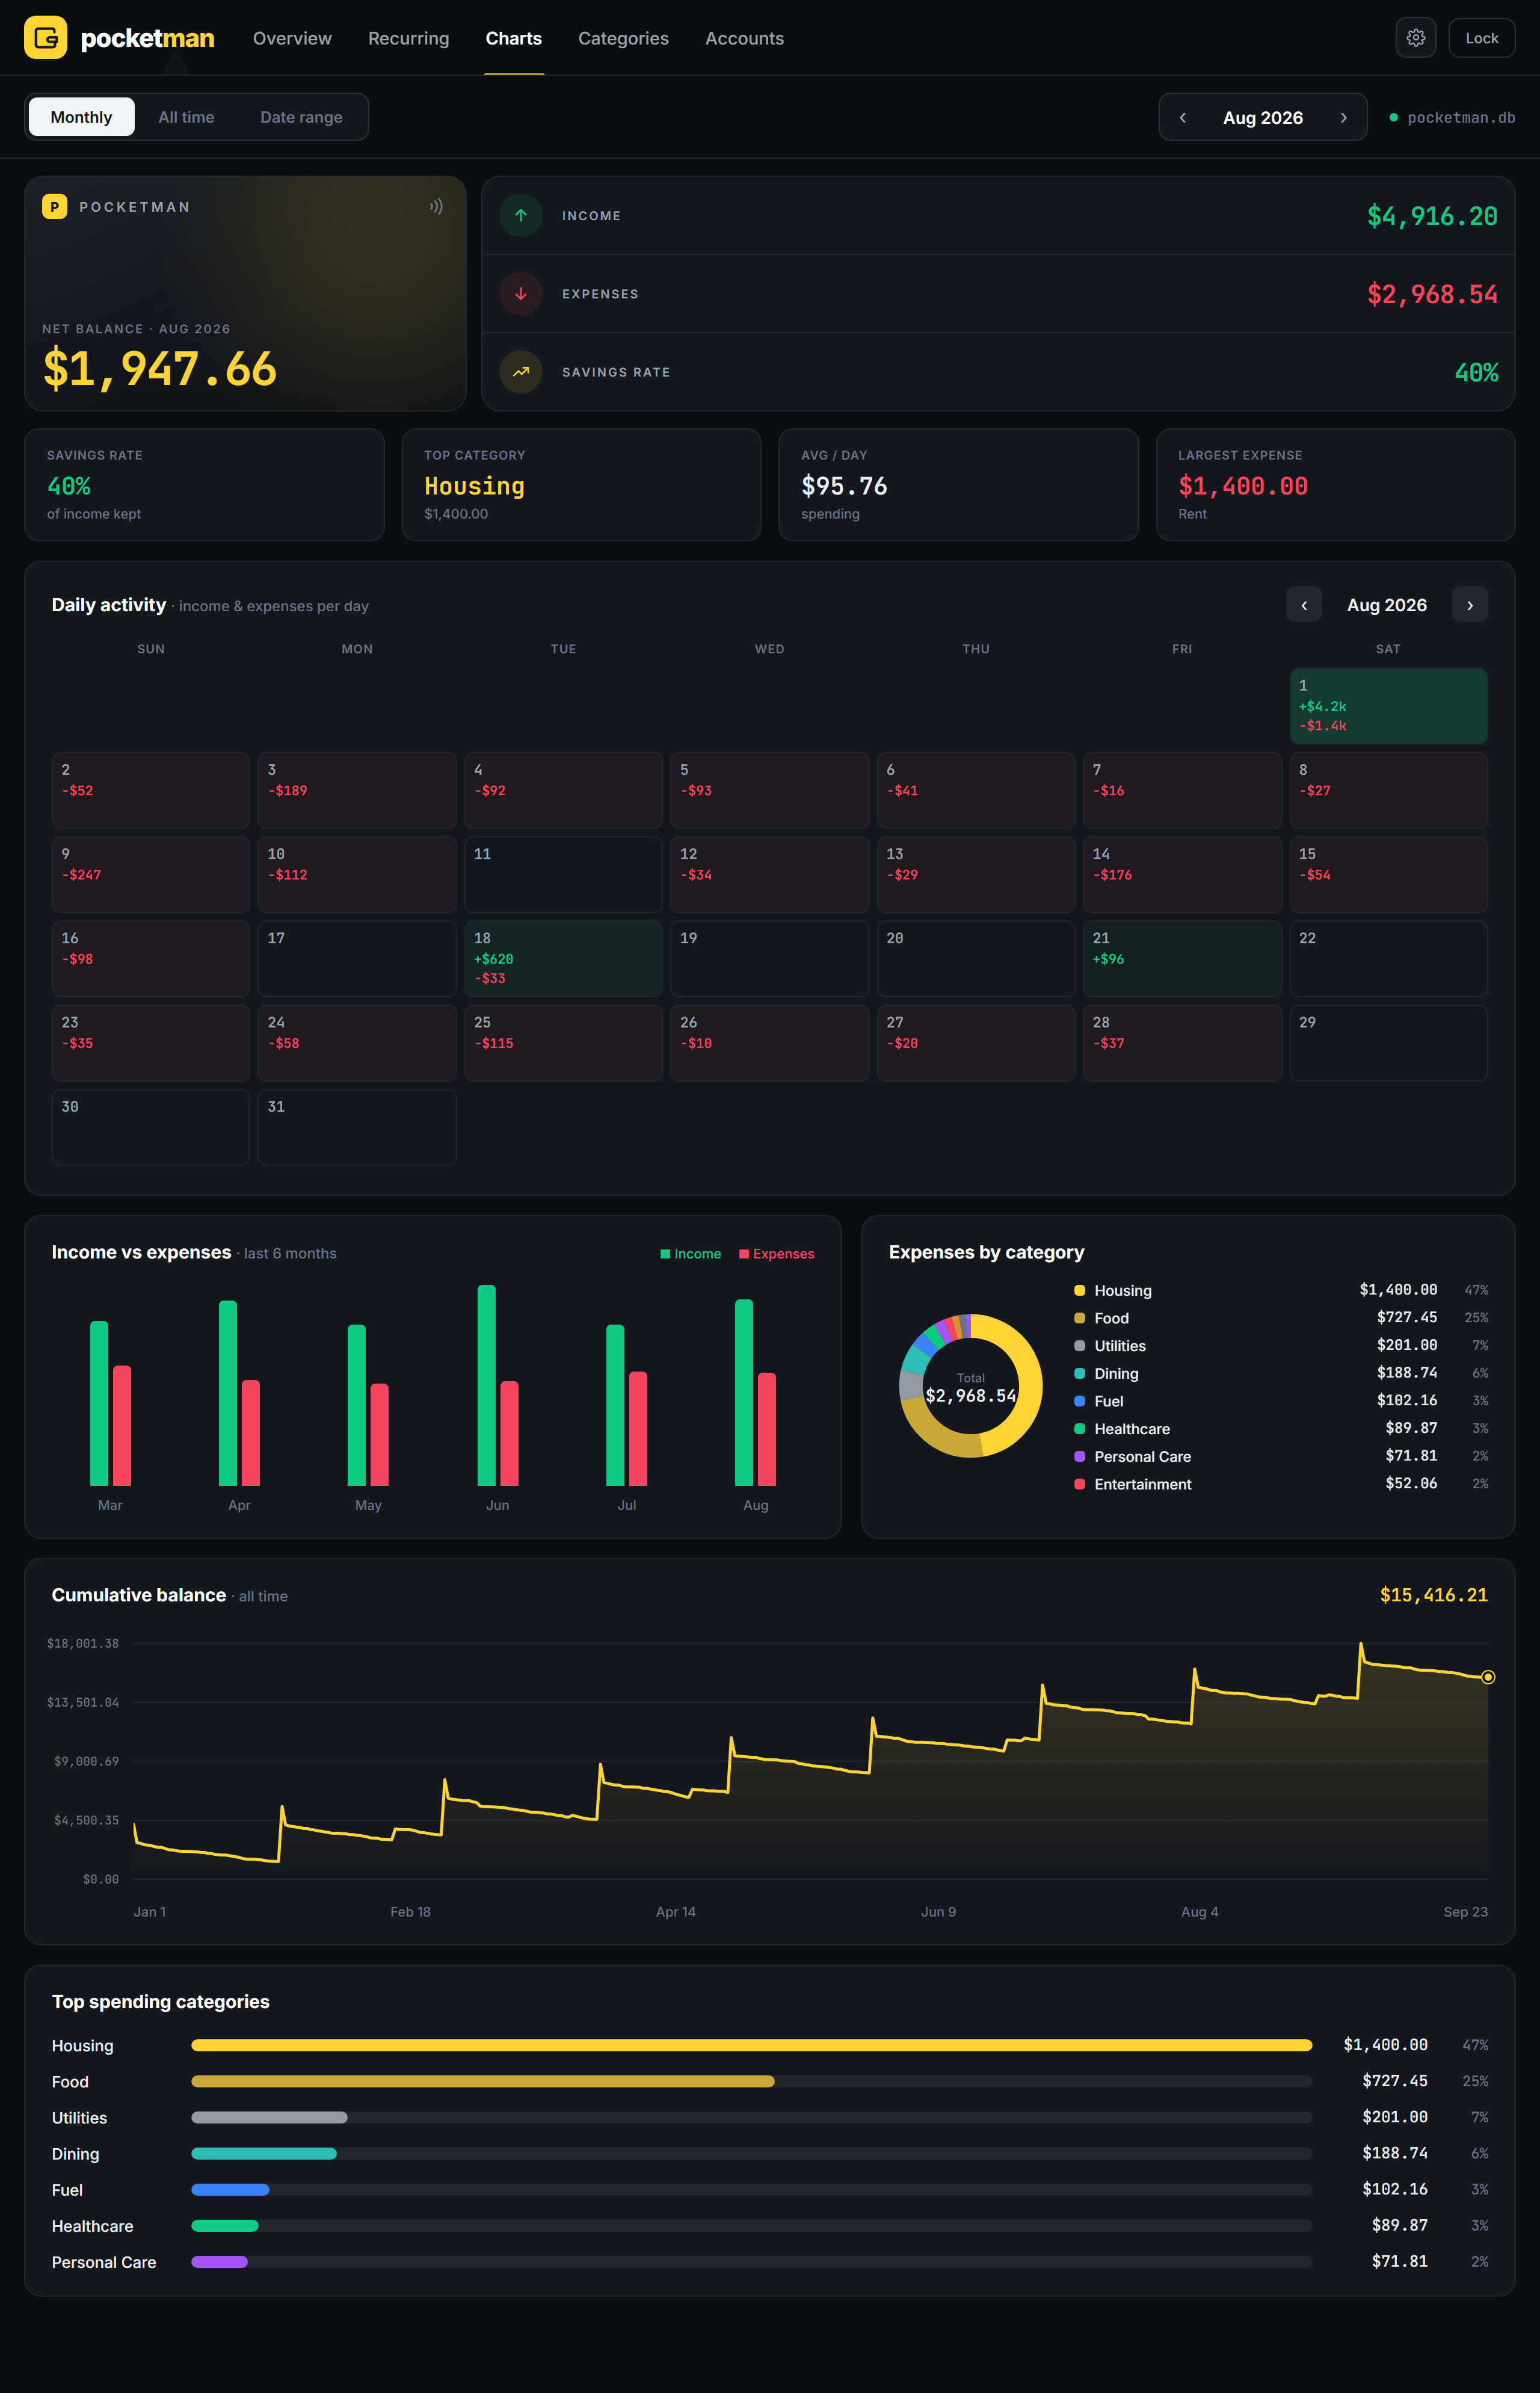 pocketman Overview Recurring Charts Categories Accounts Lock
Monthly All time Date range ‹ Aug 2026 › pocketman.db
P POCKETMAN
NET BALANCE · AUG 2026
$1,947.66
INCOME $4,916.20
EXPENSES $2,968.54
SAVINGS RATE 40%
SAVINGS RATE
40%
of income kept
TOP CATEGORY
Housing
$1,400.00
AVG / DAY
$95.76
spending
LARGEST EXPENSE
$1,400.00
Rent
Daily activity · income & expenses per day ‹ Aug 2026 ›
SUN MON TUE WED THU FRI SAT
1
+$4.2k
-$1.4k
2 3 4 5 6 7 8
-$52 -$189 -$92 -$93 -$41 -$16 -$27
9 10 11 12 13 14 15
-$247 -$112 -$34 -$29 -$176 -$54
16 17 18 19 20 21 22
-$98 +$620 +$96
-$33
23 24 25 26 27 28 29
-$35 -$58 -$115 -$10 -$20 -$37
30 31
Income vs expenses · last 6 months Income Expenses
Mar Apr May Jun Jul Aug
Expenses by category
Total
$2,968.54
Housing $1,400.00 47%
Food $727.45 25%
Utilities $201.00 7%
Dining $188.74 6%
Fuel $102.16 3%
Healthcare $89.87 3%
Personal Care $71.81 2%
Entertainment $52.06 2%
Cumulative balance · all time $15,416.21
$18,001.38
$13,501.04
$9,000.69
$4,500.35
$0.00
Jan 1 Feb 18 Apr 14 Jun 9 Aug 4 Sep 23
Top spending categories
Housing $1,400.00 47%
Food $727.45 25%
Utilities $201.00 7%
Dining $188.74 6%
Fuel $102.16 3%
Healthcare $89.87 3%
Personal Care $71.81 2%